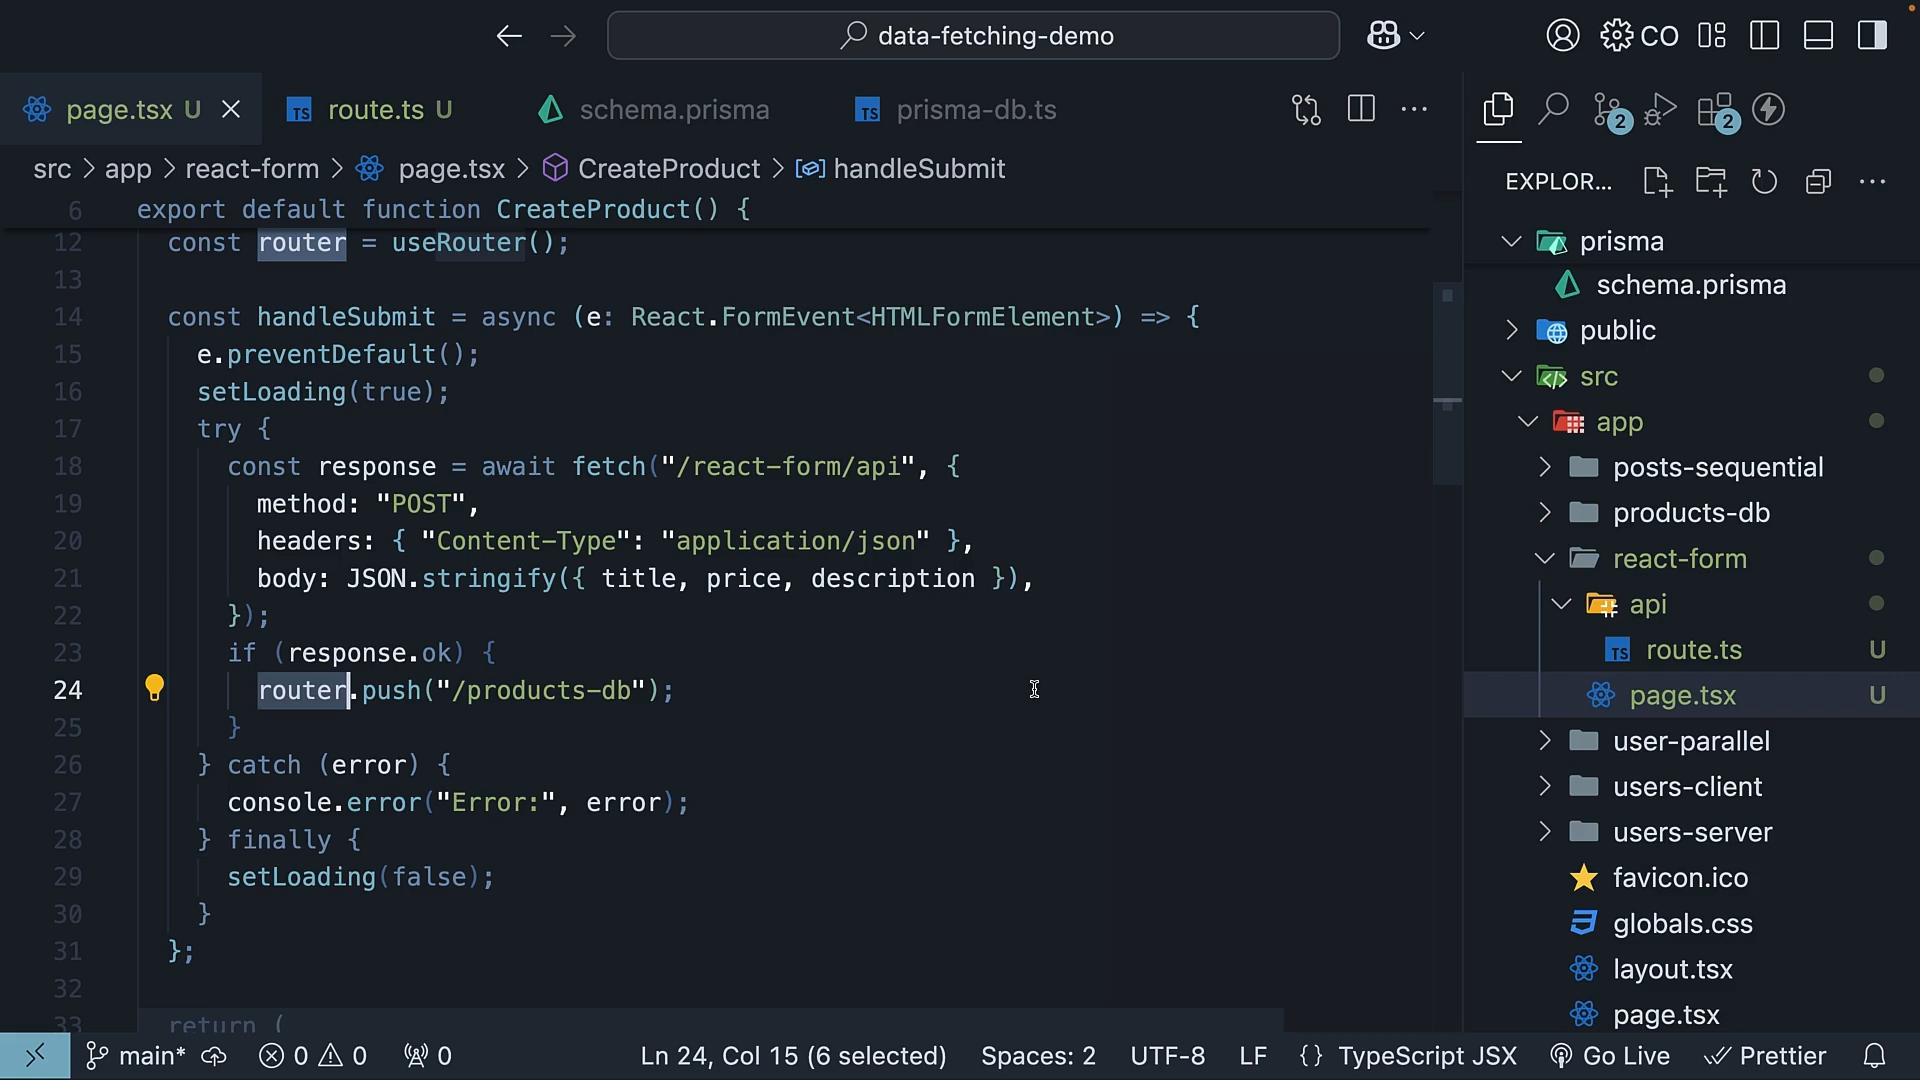 data-fetching-demo
CO
page.tsx U
route.ts U
schema.prisma
prisma-db.ts
2
2
src > app > react-form > page.tsx > CreateProduct > handleSubmit
EXPLOR...
6 export default function CreateProduct() {
12 const router = useRouter();
13
14 const handleSubmit = async (e: React.FormEvent<HTMLFormElement>) => {
15 e.preventDefault();
16 setLoading(true);
17 try {
18 const response = await fetch("/react-form/api", {
19 method: "POST",
20 headers: { "Content-Type": "application/json" },
21 body: JSON.stringify({ title, price, description }),
22 });
23 if (response.ok) {
24 router.push("/products-db");
25 }
26 } catch (error) {
27 console.error("Error:", error);
28 } finally {
29 setLoading(false);
30 }
31 };
32
33 return (
prisma
schema.prisma
public
src
app
posts-sequential
products-db
react-form
api
TS route.ts U
page.tsx U
user-parallel
users-client
users-server
favicon.ico
globals.css
layout.tsx
page.tsx
main* 0 0 0 Ln 24, Col 15 (6 selected) Spaces: 2 UTF-8 LF {} TypeScript JSX Go Live Prettier